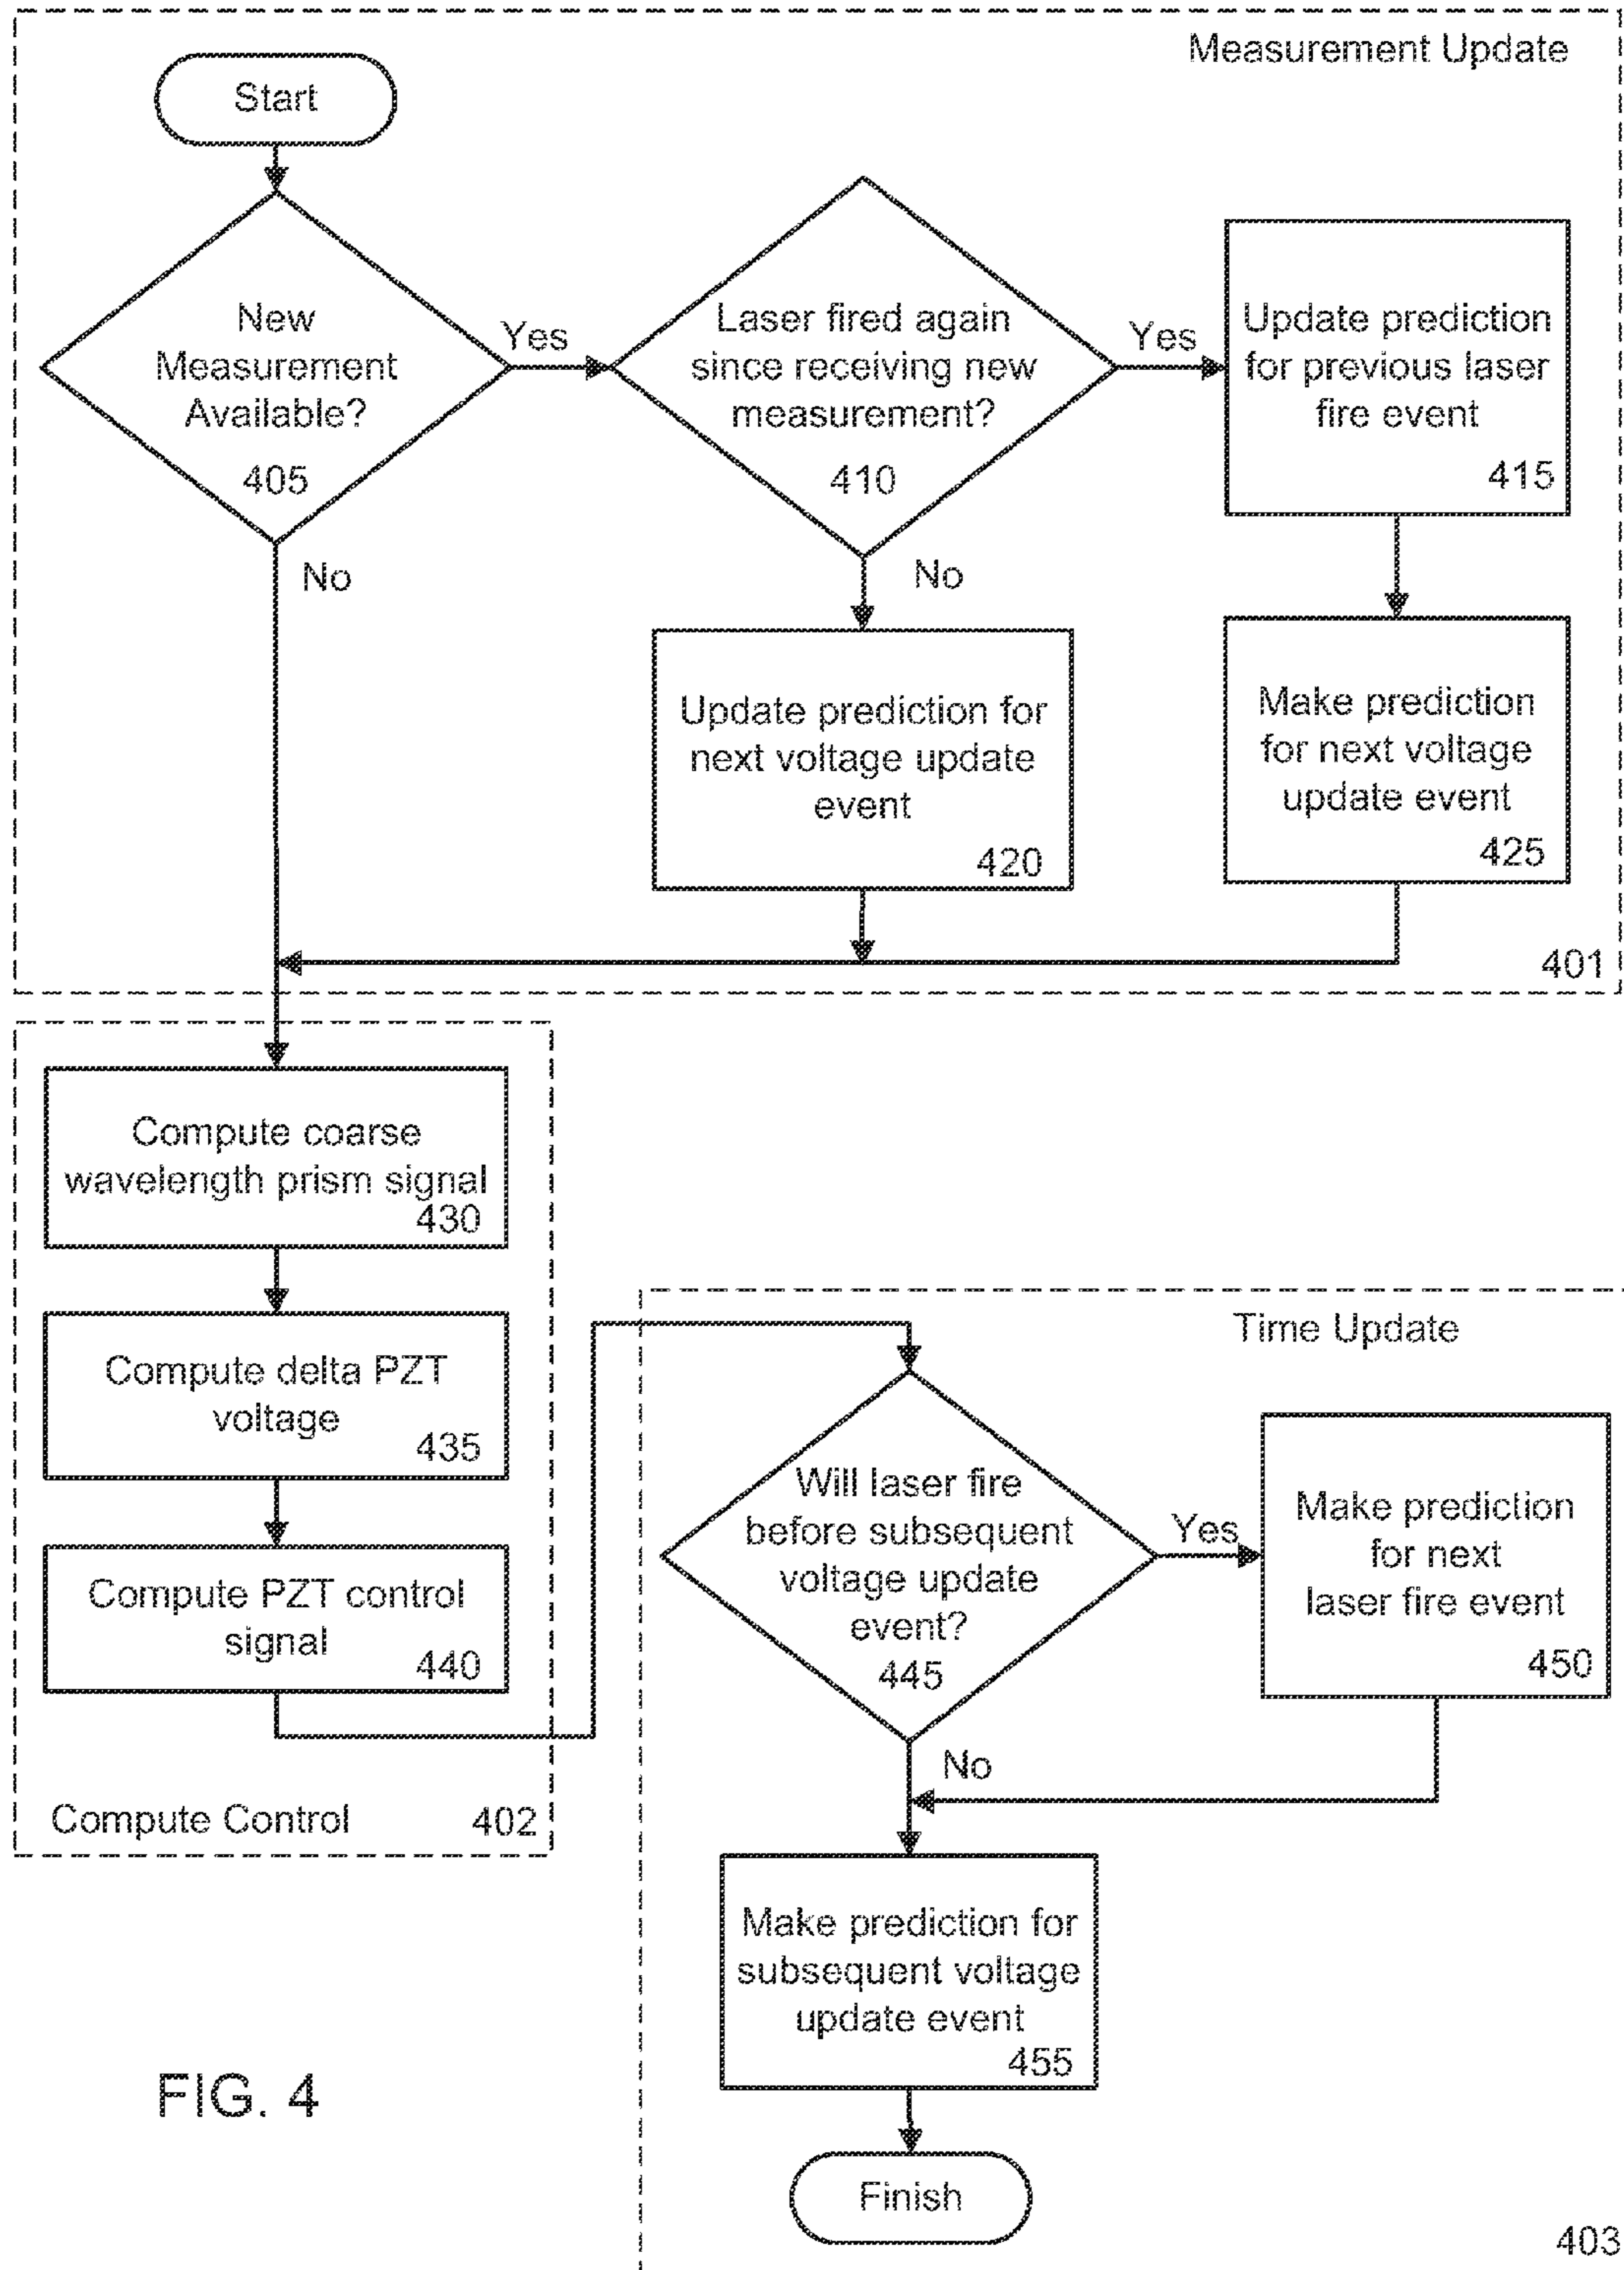 Measurement Update
Start
New
Measurement
Available?
405
Yes
No
Laser fired again
since receiving new
measurement?
410
Yes
No
Update prediction
for previous laser
fire event
415
Update prediction for
next voltage update
event
420
Make prediction
for next voltage
update event
425
401
Compute coarse
wavelength prism signal
430
Compute delta PZT
voltage
435
Compute PZT control
signal
440
Compute Control
402
Time Update
Will laser fire
before subsequent
voltage update
event?
445
Yes
No
Make prediction
for next
laser fire event
450
Make prediction for
subsequent voltage
update event
455
Finish
403
FIG. 4